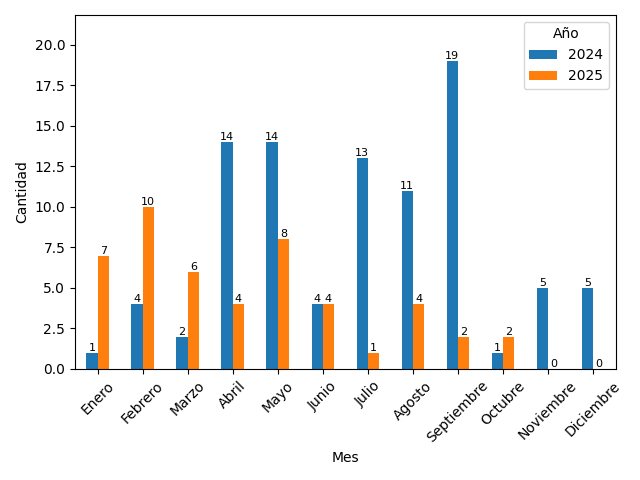 Año
2024
2025
Cantidad
20.0
17.5
15.0
12.5
10.0
7.5
5.0
2.5
0.0
1 7 4 10 2 6 14 4 14 8 4 4 13 1 11 4 19 2 1 2 5 0 5 0
Enero Febrero Marzo Abril Mayo Junio Julio Agosto Septiembre Octubre Noviembre Diciembre
Mes